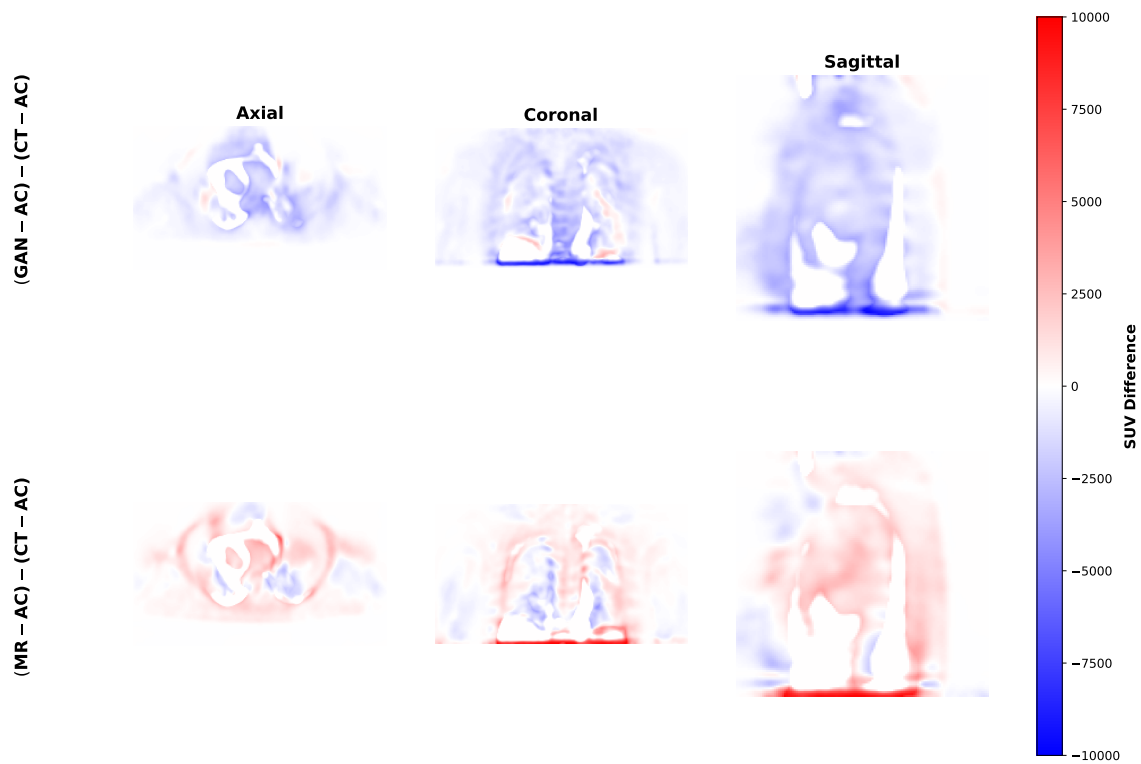 Axial
Coronal
Sagittal
(GAN − AC) − (CT − AC)
(MR − AC) − (CT − AC)
10000
7500
5000
2500
0
−2500
−5000
−7500
−10000
SUV Difference